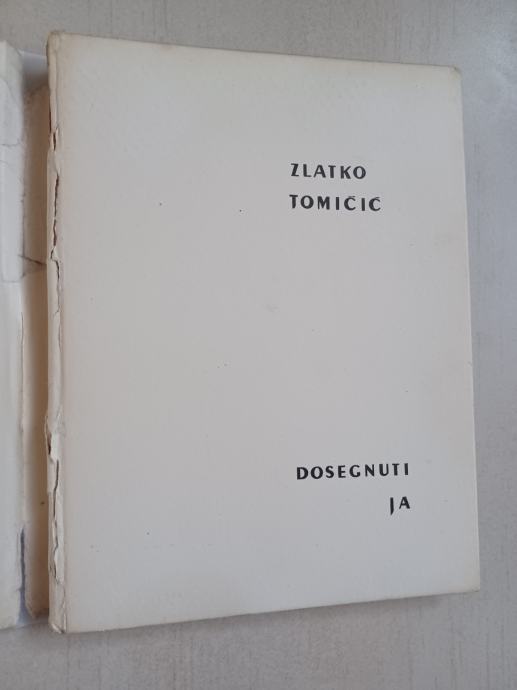 ZLATKO
TOMIČIĆ
DOSEGNUTI
JA